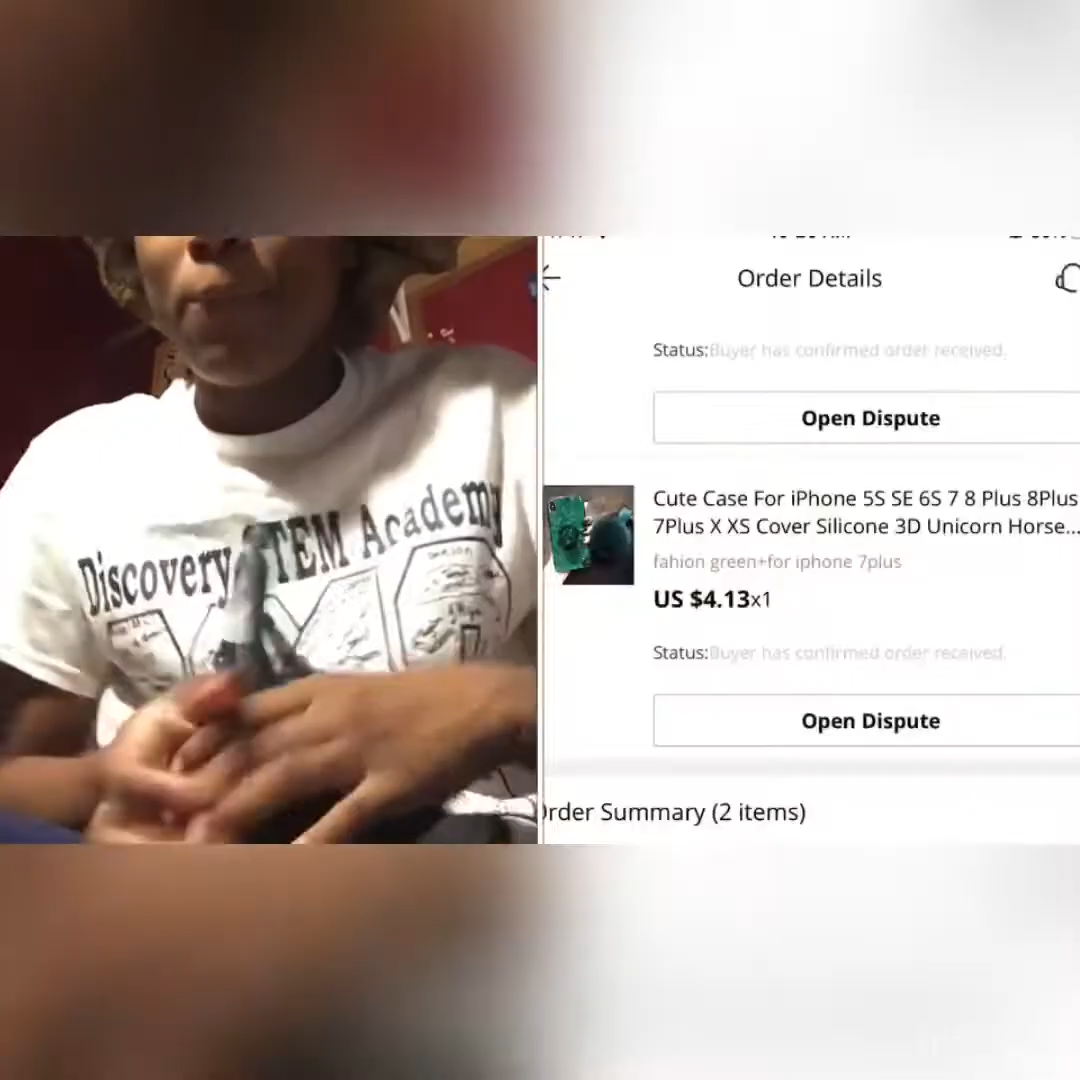 Discovery STEM Academy
Order Details
Status:Buyer has confirmed order received.
Open Dispute
Cute Case For iPhone 5S SE 6S 7 8 Plus 8Plus
7Plus X XS Cover Silicone 3D Unicorn Horse...
fahion green+for iphone 7plus
US $4.13x1
Status:Buyer has confirmed order received.
Open Dispute
Order Summary (2 items)